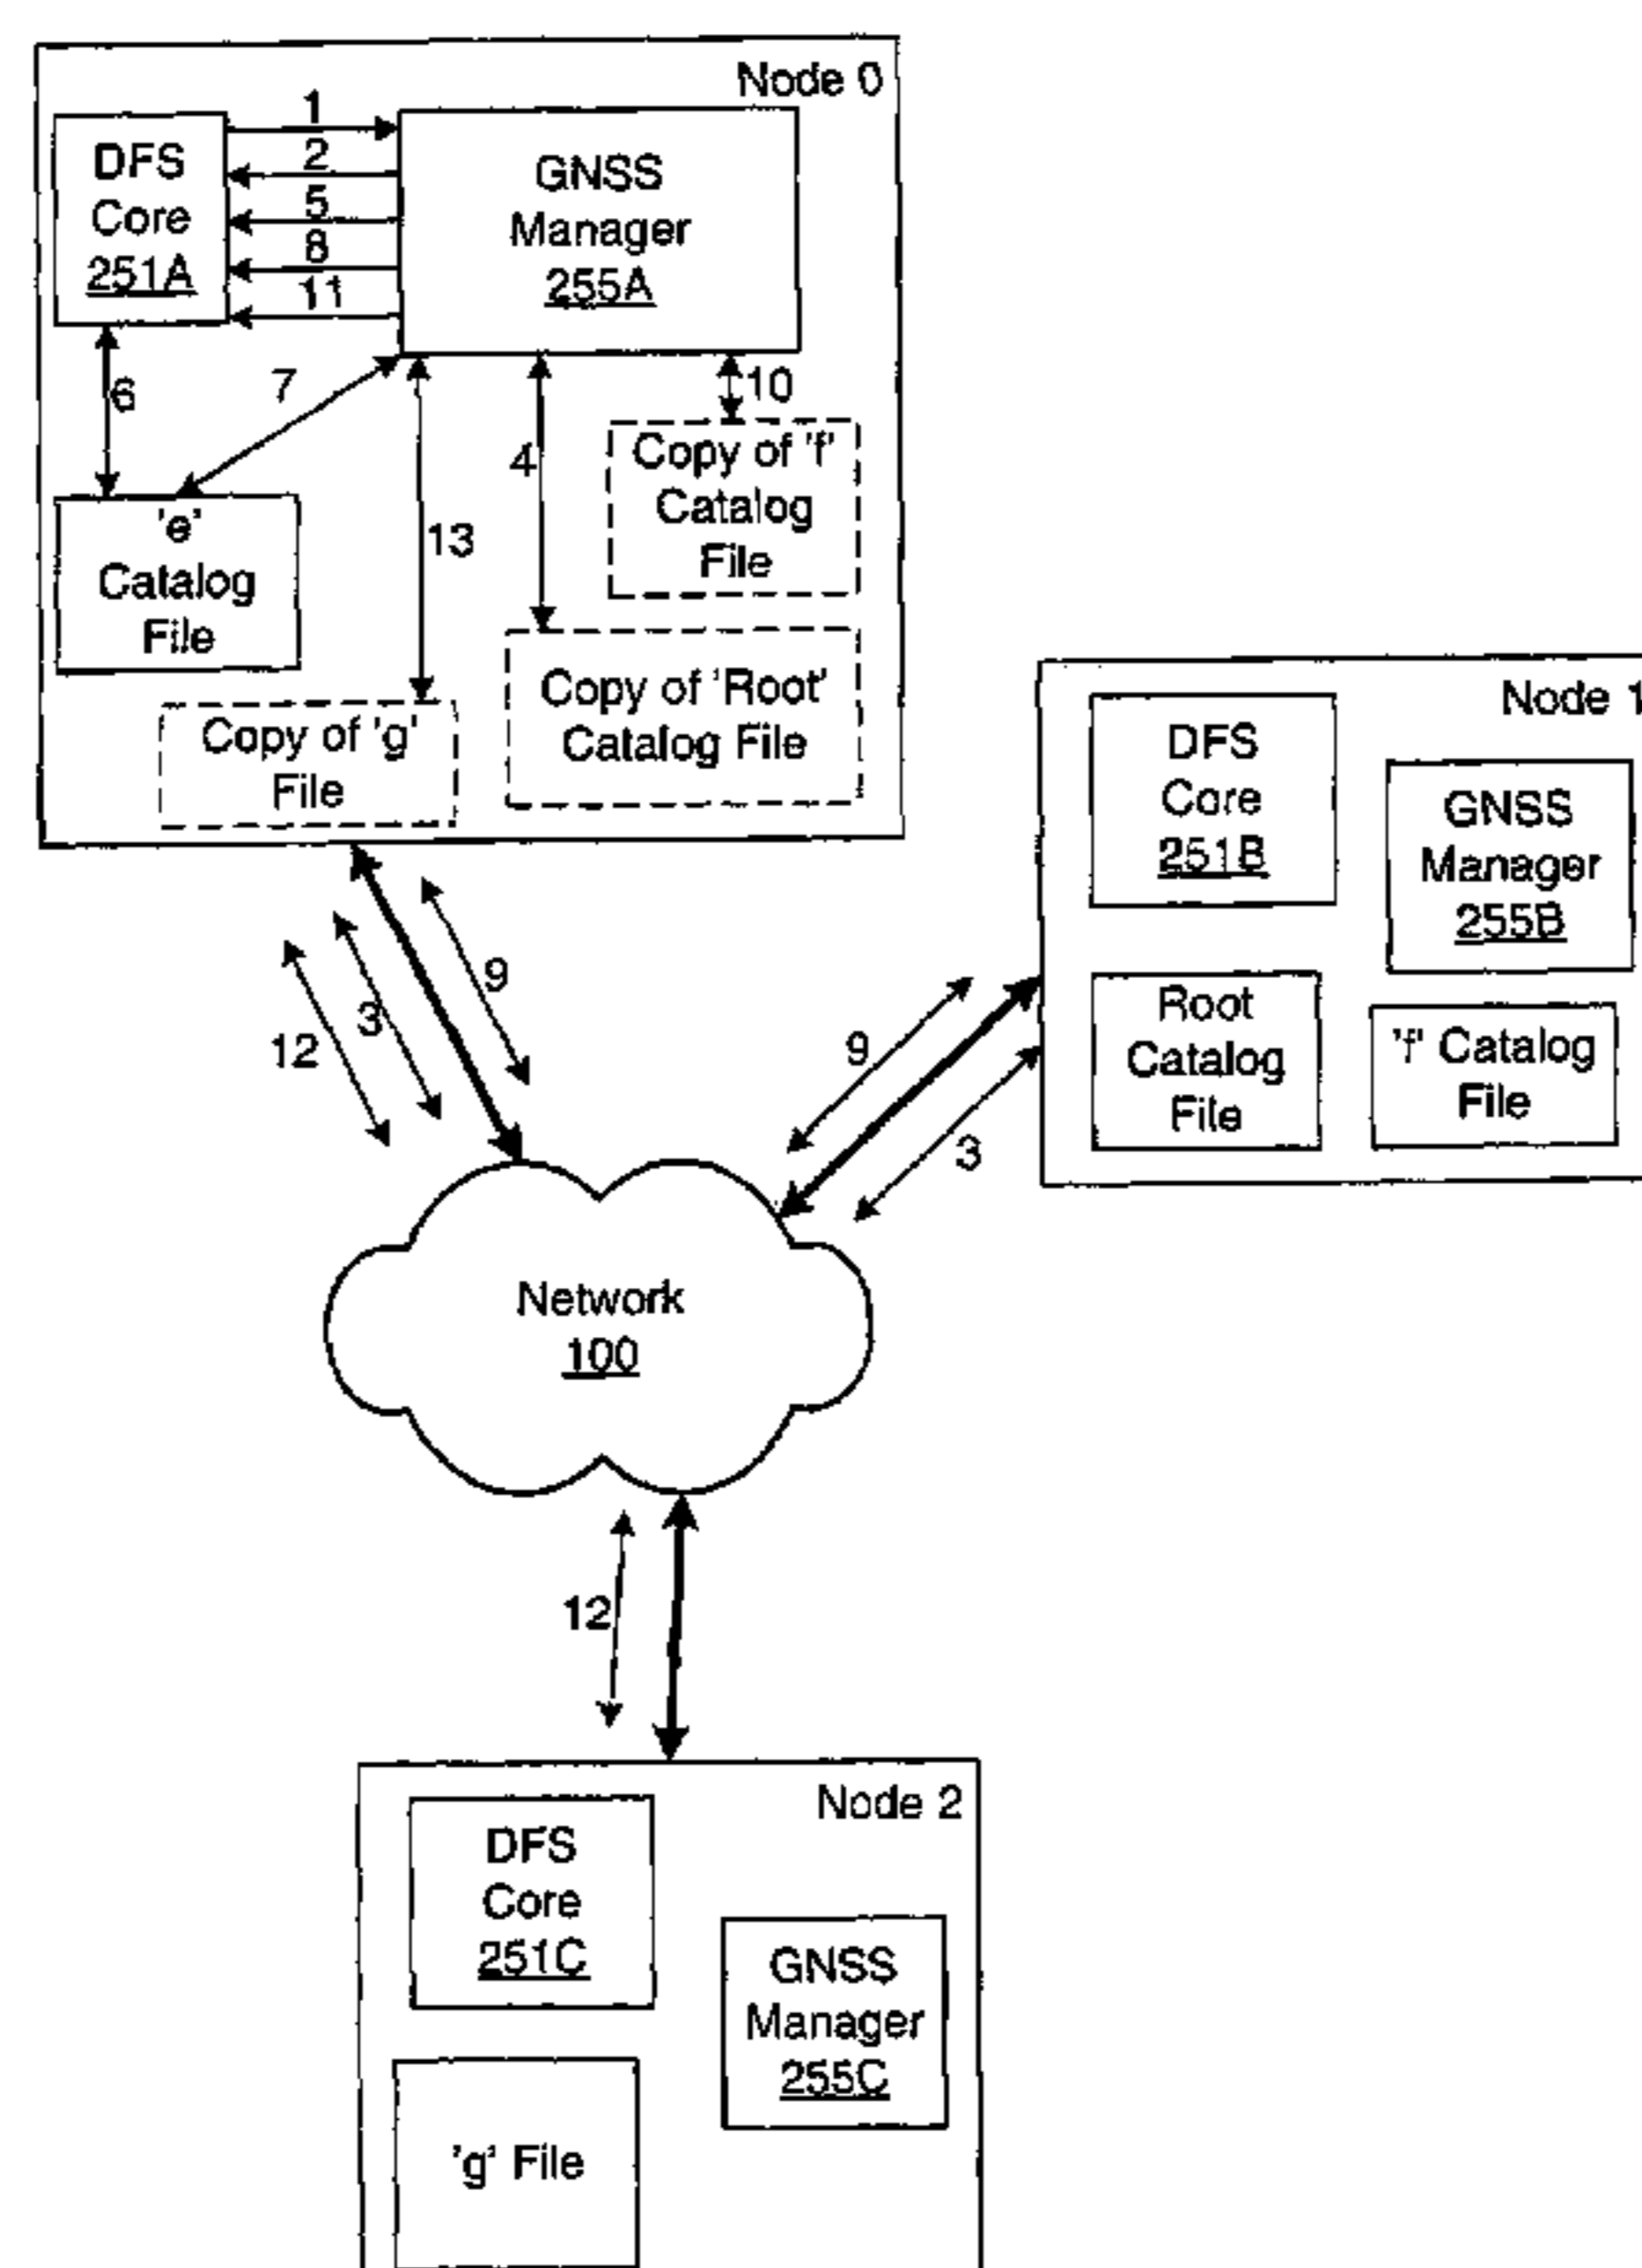 Node 0
DFS
Core
251A
1
2
5
8
11
GNSS
Manager
255A
6
7
13
4
10
Copy of 'f'
Catalog
File
'e'
Catalog
File
Copy of 'g'
File
Copy of 'Root'
Catalog File
Node 1
DFS
Core
251B
GNSS
Manager
255B
Root
Catalog
File
'f' Catalog
File
12
3
9
9
3
Network
100
12
Node 2
DFS
Core
251C
GNSS
Manager
255C
'g' File